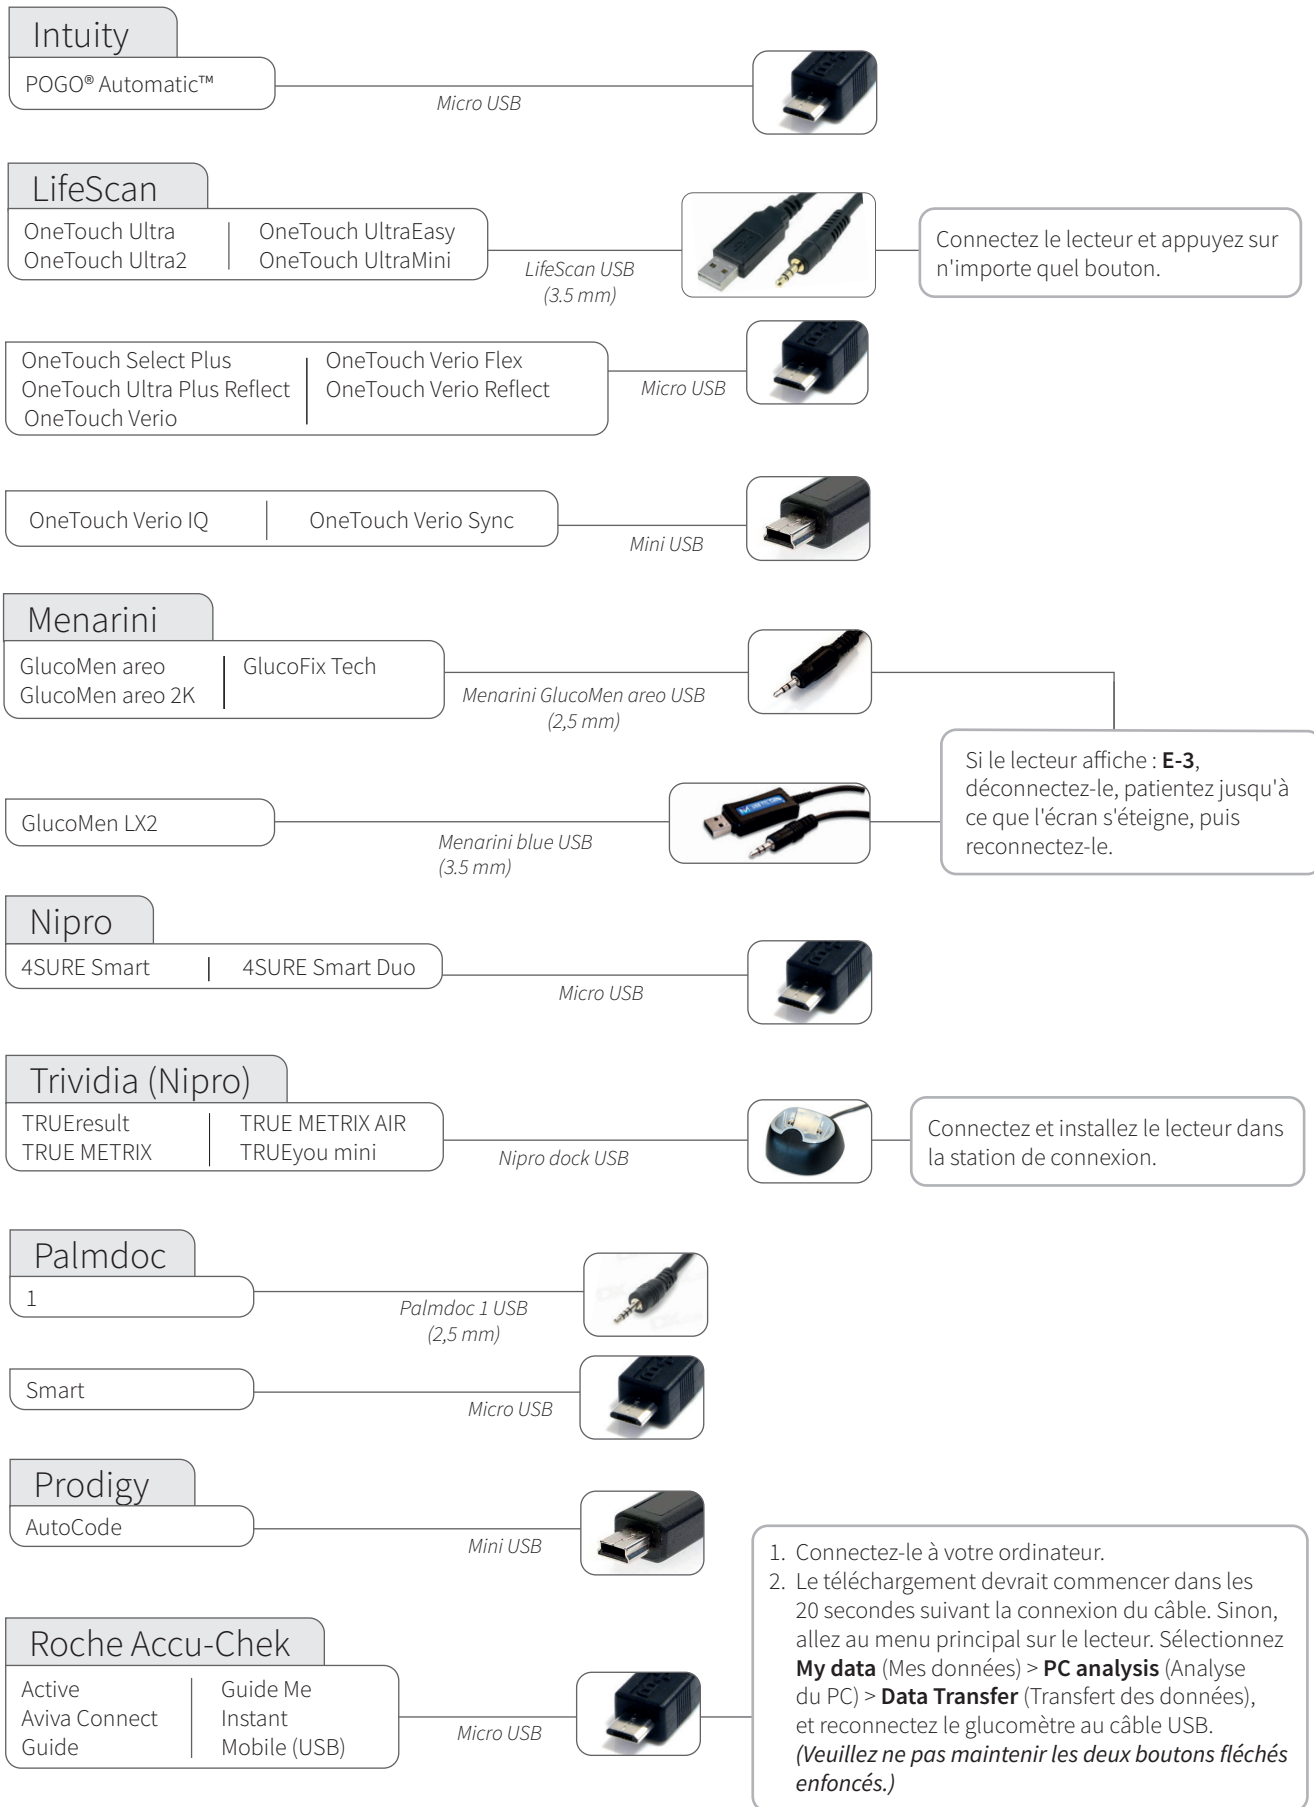 Intuity
POGO® Automatic™
Micro USB
LifeScan
OneTouch Ultra
OneTouch Ultra2
OneTouch UltraEasy
OneTouch UltraMini
LifeScan USB
(3.5 mm)
Connectez le lecteur et appuyez sur
n'importe quel bouton.
OneTouch Select Plus
OneTouch Ultra Plus Reflect
OneTouch Verio
OneTouch Verio Flex
OneTouch Verio Reflect
Micro USB
OneTouch Verio IQ
OneTouch Verio Sync
Mini USB
Menarini
GlucoMen areo
GlucoMen areo 2K
GlucoFix Tech
Menarini GlucoMen areo USB
(2,5 mm)
Si le lecteur affiche : E-3,
déconnectez-le, patientez jusqu'à
ce que l'écran s'éteigne, puis
reconnectez-le.
GlucoMen LX2
Menarini blue USB
(3.5 mm)
Nipro
4SURE Smart
4SURE Smart Duo
Micro USB
Trividia (Nipro)
TRUEresult
TRUE METRIX
TRUE METRIX AIR
TRUEyou mini
Nipro dock USB
Connectez et installez le lecteur dans
la station de connexion.
Palmdoc
1
Palmdoc 1 USB
(2,5 mm)
Smart
Micro USB
Prodigy
AutoCode
Mini USB
Roche Accu-Chek
Active
Aviva Connect
Guide
Guide Me
Instant
Mobile (USB)
Micro USB
1. Connectez-le à votre ordinateur.
2. Le téléchargement devrait commencer dans les
20 secondes suivant la connexion du câble. Sinon,
allez au menu principal sur le lecteur. Sélectionnez
My data (Mes données) > PC analysis (Analyse
du PC) > Data Transfer (Transfert des données),
et reconnectez le glucomètre au câble USB.
(Veuillez ne pas maintenir les deux boutons fléchés
enfoncés.)